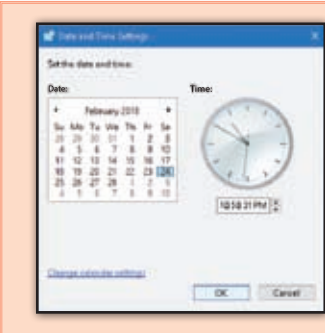 Date and Time Settings
Set the date and time:
Date:
Time:
February 2018
Su Mo Tu We Th Fr Sa
28 29 30 31 1 2 3
4 5 6 7 8 9 10
11 12 13 14 15 16 17
18 19 20 21 22 23 24
25 26 27 28 1 2 3
4 5 6 7 8 9 10
10:50:31 PM
Change calendar settings
OK Cancel